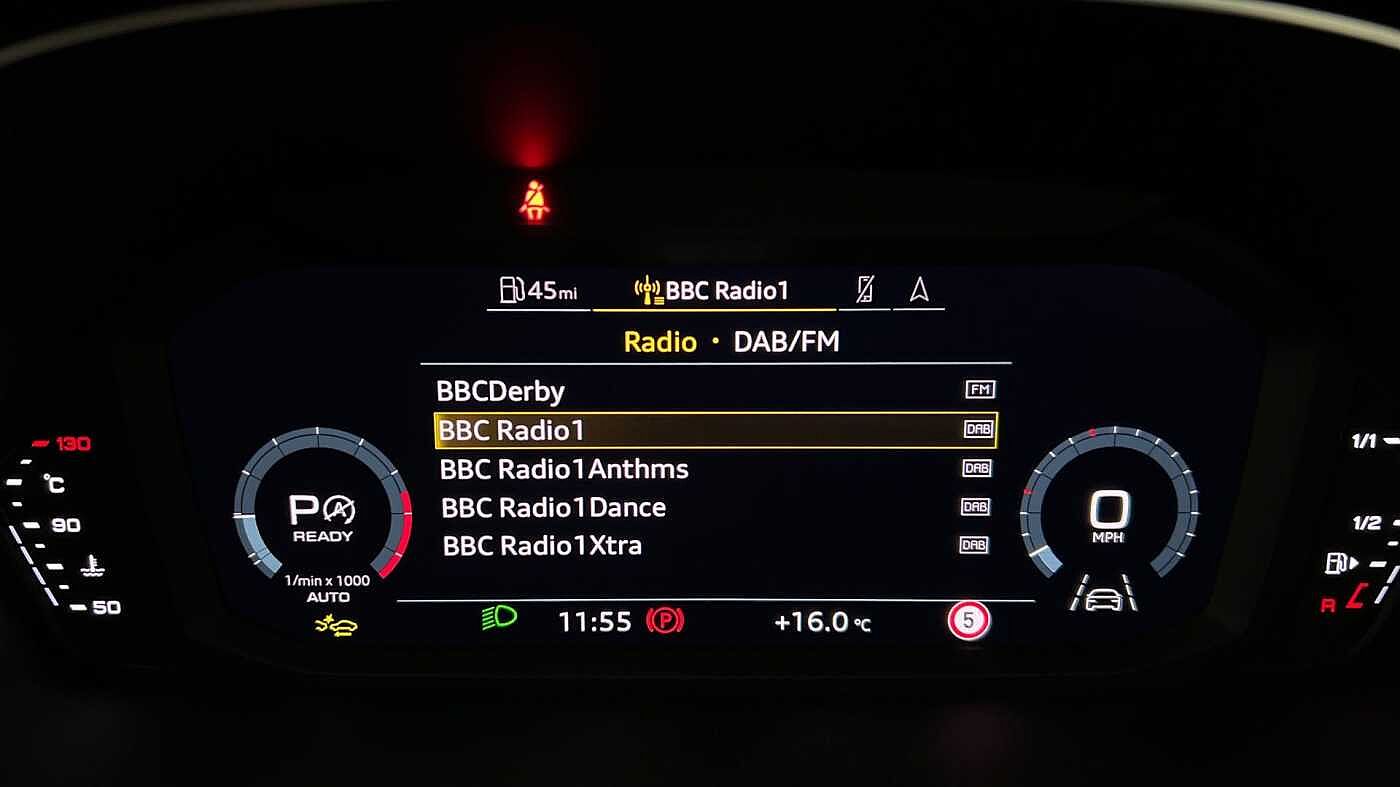 45mi BBC Radio1
Radio • DAB/FM
BBCDerby FM
BBC Radio1 DAB
BBC Radio1Anthms DAB
BBC Radio1Dance DAB
BBC Radio1Xtra DAB
130
°C
90
50
P A
READY
1/min x 1000
AUTO
0
MPH
1/1
1/2
R
11:55 P +16.0 °C 5